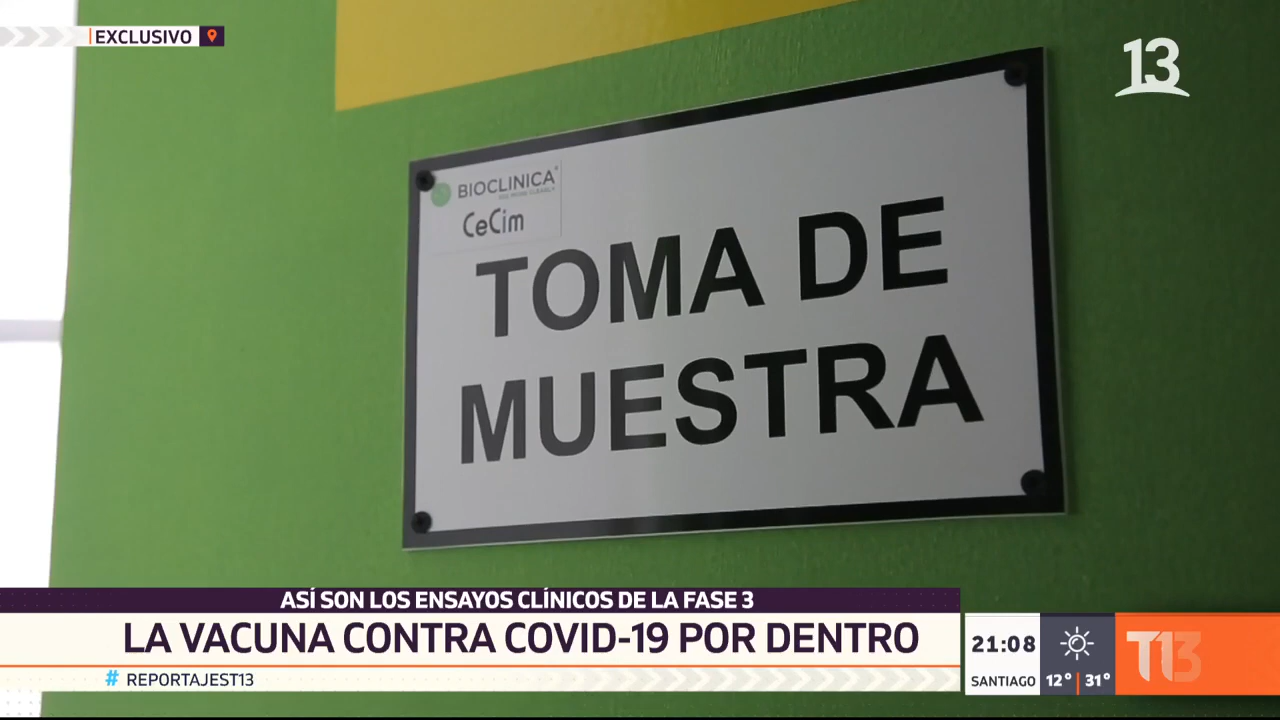 EXCLUSIVO
13
BIOCLINICA
CeCim
TOMA DE
MUESTRA
ASÍ SON LOS ENSAYOS CLÍNICOS DE LA FASE 3
LA VACUNA CONTRA COVID-19 POR DENTRO
# REPORTAJEST13
21:08
SANTIAGO
12° | 31°
T13